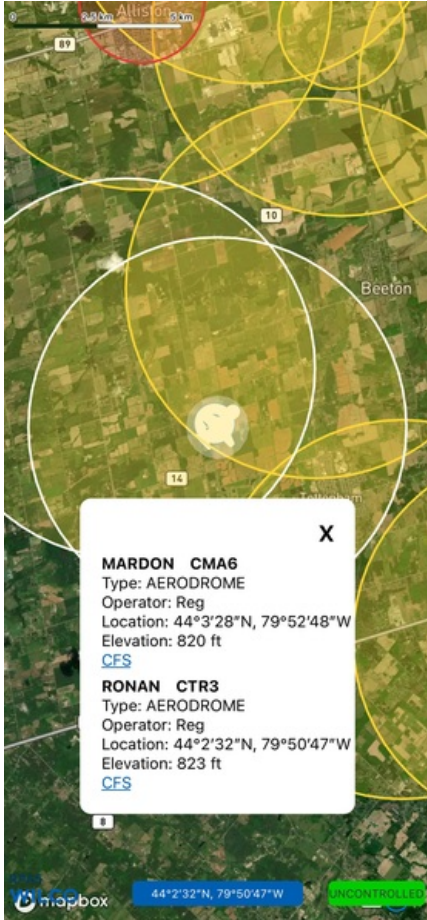 Alliston
0 2.5 km 5 km
89
10
Beeton
14
Tottenham
X
MARDON CMA6
Type: AERODROME
Operator: Reg
Location: 44°3'28"N, 79°52'48"W
Elevation: 820 ft
CFS
RONAN CTR3
Type: AERODROME
Operator: Reg
Location: 44°2'32"N, 79°50'47"W
Elevation: 823 ft
CFS
8
WILCO
mapbox
44°2'32"N, 79°50'47"W
UNCONTROLLED